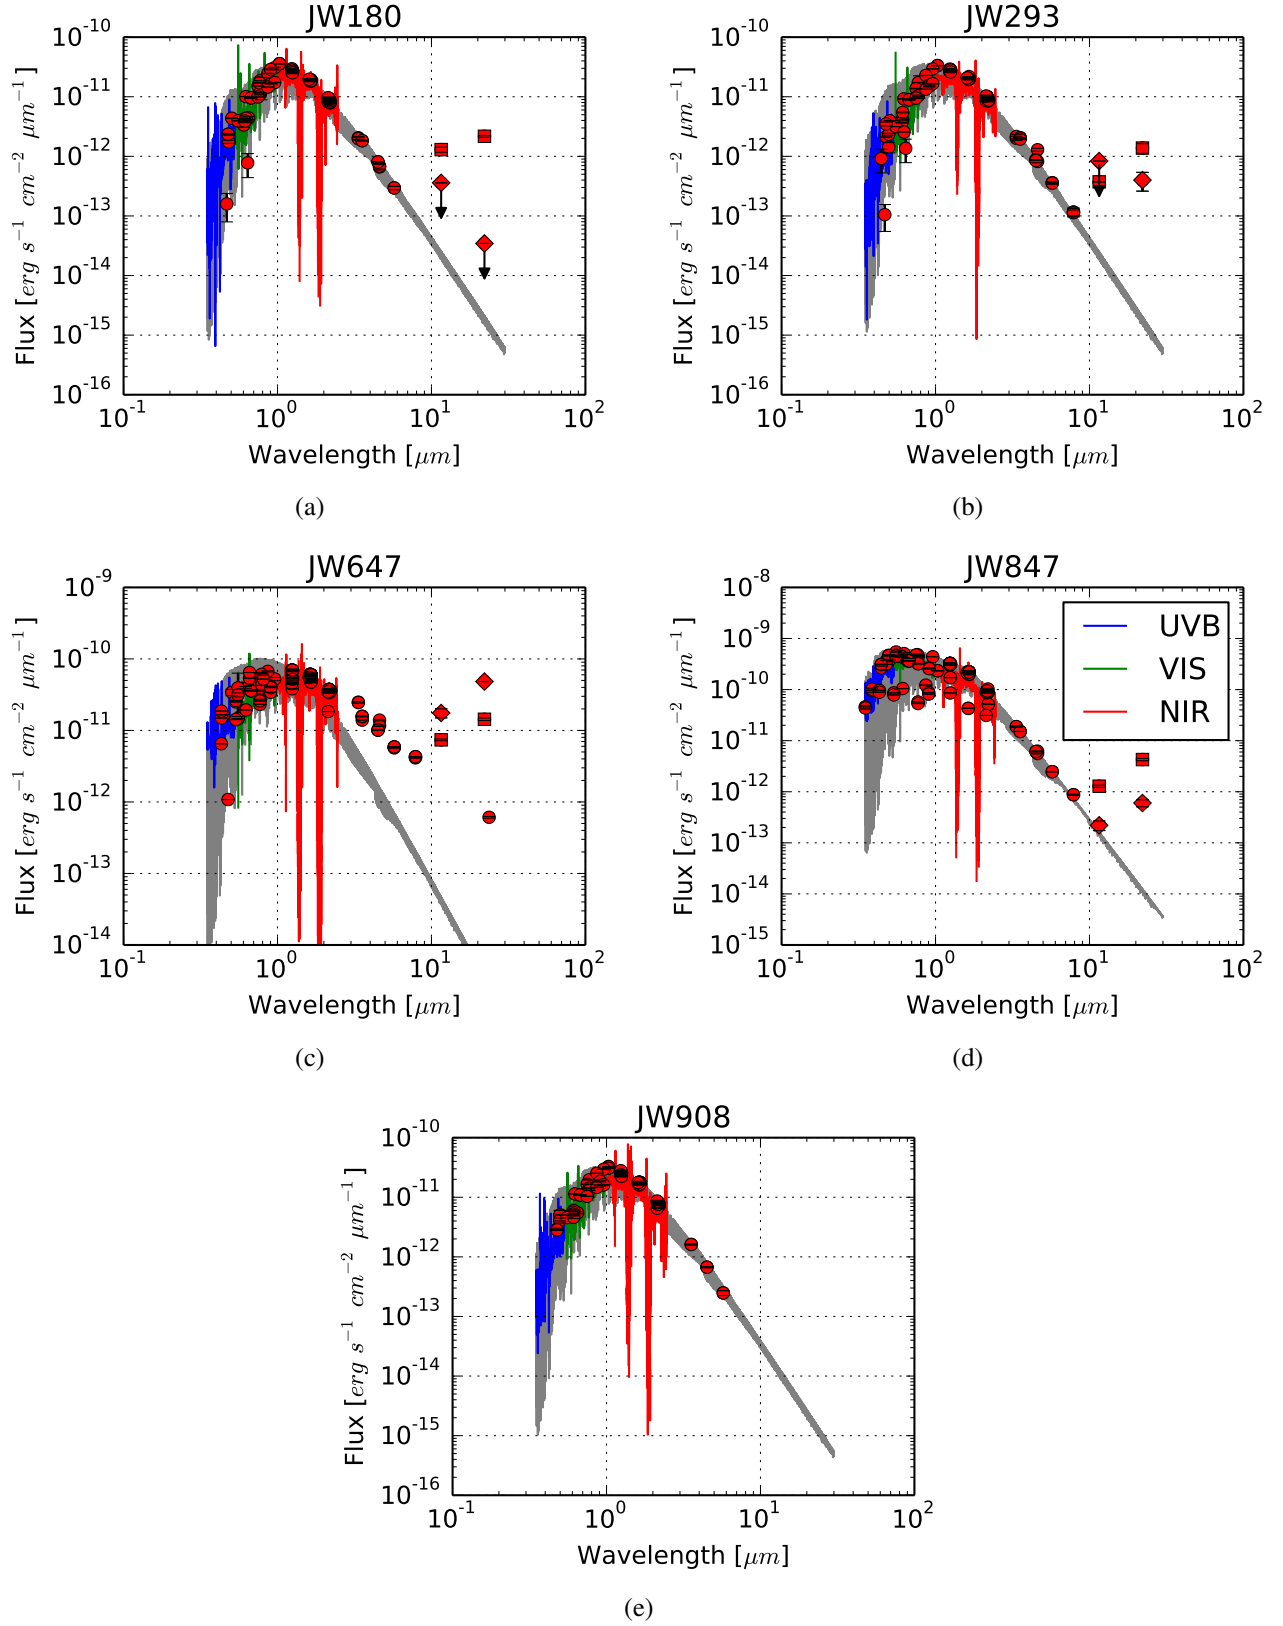 JW180
10^-10
10^-11
10^-12
10^-13
10^-14
10^-15
10^-16
Flux [erg s^-1 cm^-2 μm^-1]
10^-1 10^0 10^1 10^2
Wavelength [μm]
(a)
JW293
10^-10
10^-11
10^-12
10^-13
10^-14
10^-15
10^-16
Flux [erg s^-1 cm^-2 μm^-1]
10^-1 10^0 10^1 10^2
Wavelength [μm]
(b)
JW647
10^-9
10^-10
10^-11
10^-12
10^-13
10^-14
Flux [erg s^-1 cm^-2 μm^-1]
10^-1 10^0 10^1 10^2
Wavelength [μm]
(c)
JW847
10^-8
10^-9
10^-10
10^-11
10^-12
10^-13
10^-14
10^-15
Flux [erg s^-1 cm^-2 μm^-1]
UVB
VIS
NIR
10^-1 10^0 10^1 10^2
Wavelength [μm]
(d)
JW908
10^-10
10^-11
10^-12
10^-13
10^-14
10^-15
10^-16
Flux [erg s^-1 cm^-2 μm^-1]
10^-1 10^0 10^1 10^2
Wavelength [μm]
(e)